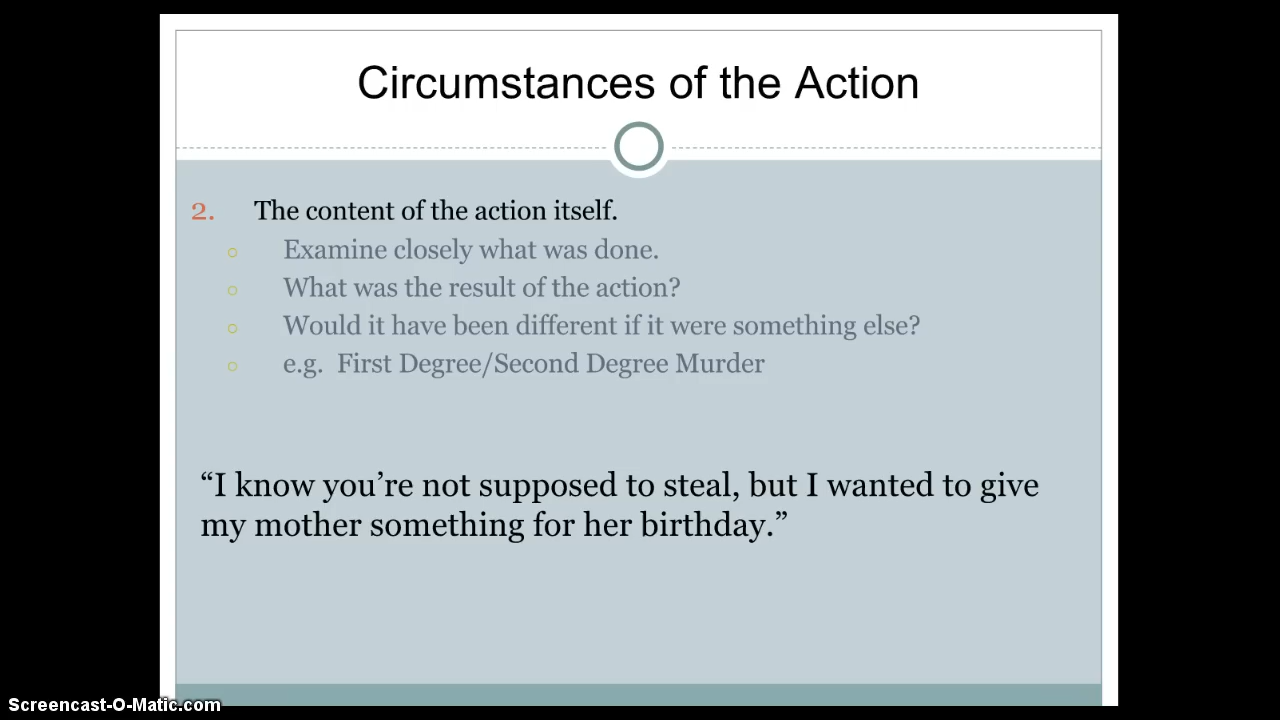 Circumstances of the Action
2. The content of the action itself.
Examine closely what was done.
What was the result of the action?
Would it have been different if it were something else?
e.g. First Degree/Second Degree Murder
“I know you’re not supposed to steal, but I wanted to give
my mother something for her birthday.”
Screencast-O-Matic.com